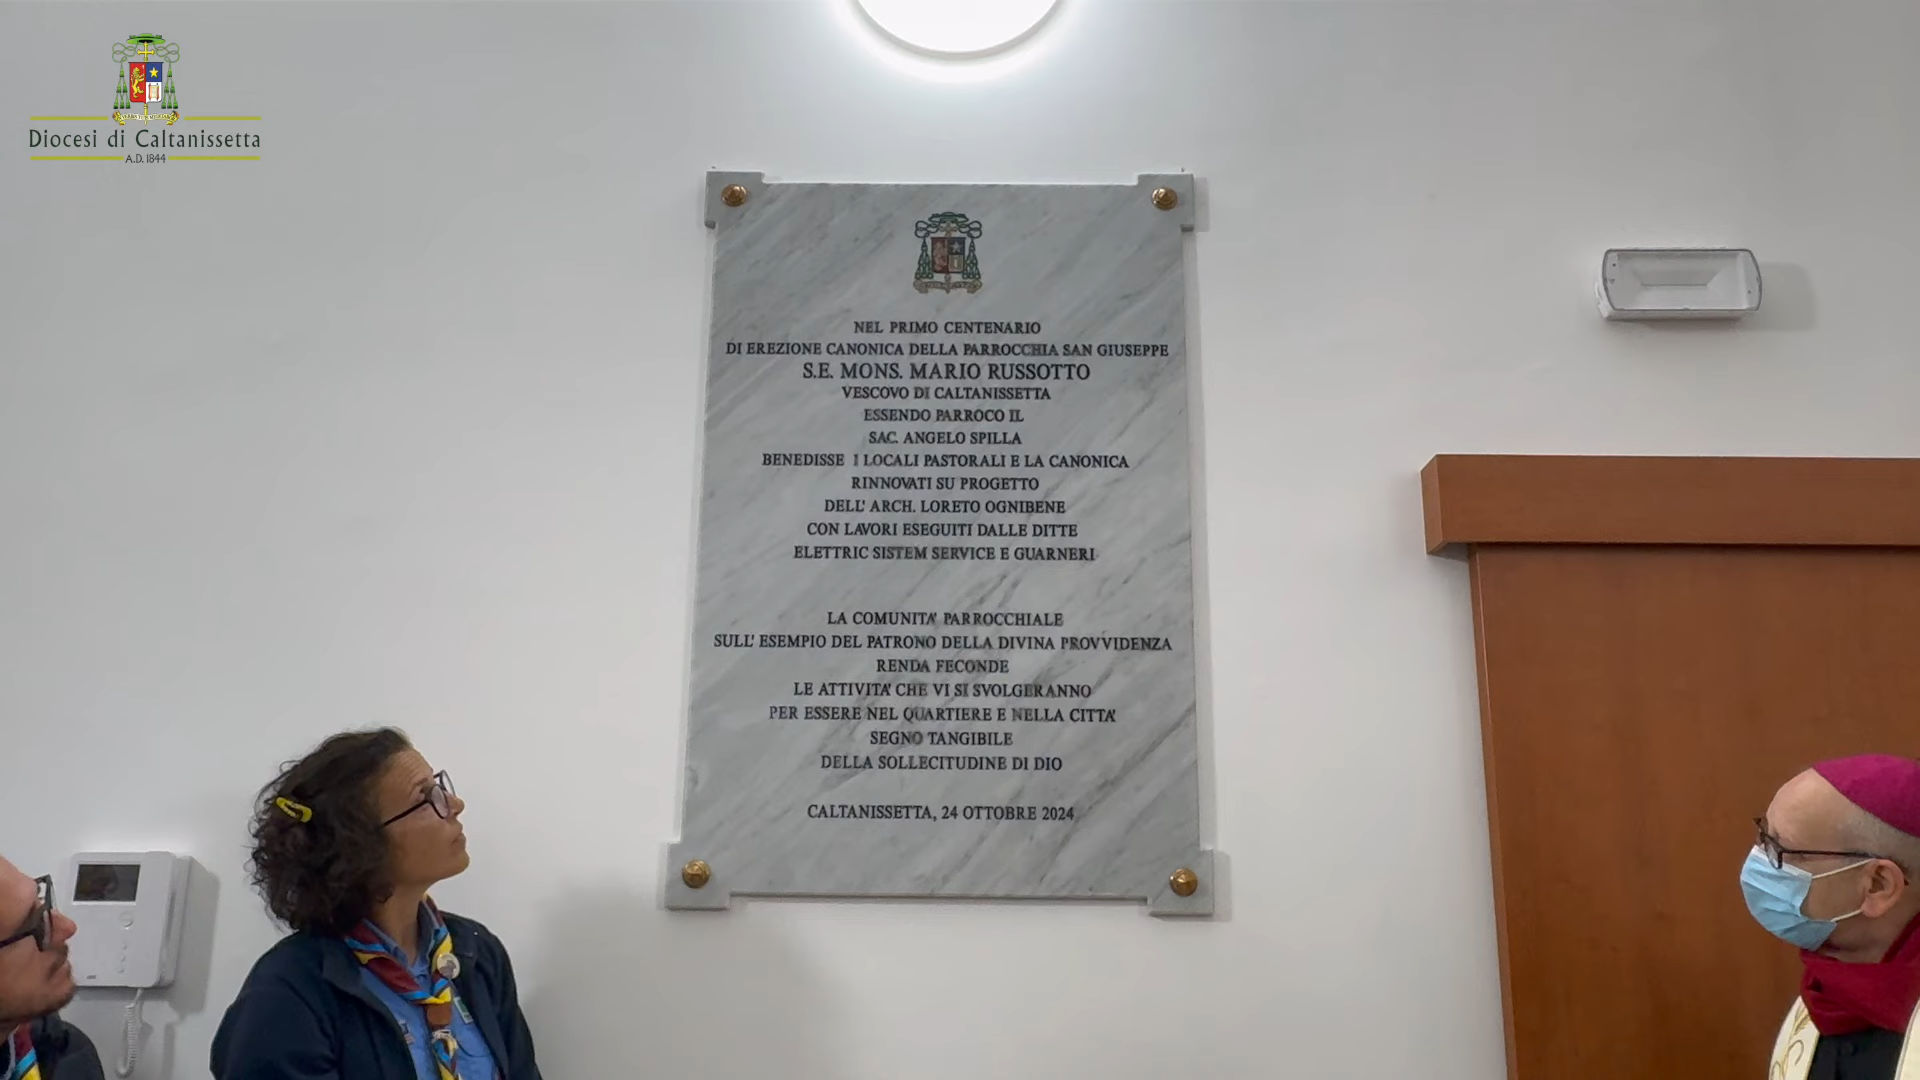 Diocesi di Caltanissetta
A.D. 1844
NEL PRIMO CENTENARIO
DI EREZIONE CANONICA DELLA PARROCCHIA SAN GIUSEPPE
S.E. MONS. MARIO RUSSOTTO
VESCOVO DI CALTANISSETTA
ESSENDO PARROCO IL
SAC. ANGELO SPILLA
BENEDISSE I LOCALI PASTORALI E LA CANONICA
RINNOVATI SU PROGETTO
DELL' ARCH. LORETO OGNIBENE
CON LAVORI ESEGUITI DALLE DITTE
ELETTRIC SISTEM SERVICE E GUARNERI
LA COMUNITA' PARROCCHIALE
SULL' ESEMPIO DEL PATRONO DELLA DIVINA PROVVIDENZA
RENDA FECONDE
LE ATTIVITA' CHE VI SI SVOLGERANNO
PER ESSERE NEL QUARTIERE E NELLA CITTA'
SEGNO TANGIBILE
DELLA SOLLECITUDINE DI DIO
CALTANISSETTA, 24 OTTOBRE 2024